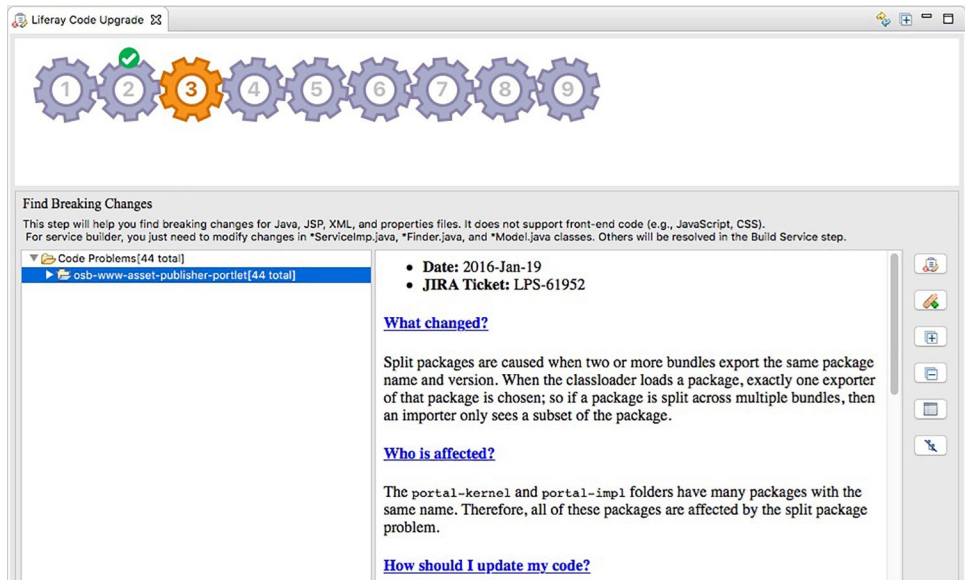 Liferay Code Upgrade
1 2 3 4 5 6 7 8 9
Find Breaking Changes
This step will help you find breaking changes for Java, JSP, XML, and properties files. It does not support front-end code (e.g., JavaScript, CSS).
For service builder, you just need to modify changes in *ServiceImp.java, *Finder.java, and *Model.java classes. Others will be resolved in the Build Service step.
Code Problems[44 total]
osb-www-asset-publisher-portlet[44 total]
• Date: 2016-Jan-19
• JIRA Ticket: LPS-61952
What changed?
Split packages are caused when two or more bundles export the same package
name and version. When the classloader loads a package, exactly one exporter
of that package is chosen; so if a package is split across multiple bundles, then
an importer only sees a subset of the package.
Who is affected?
The portal-kernel and portal-impl folders have many packages with the
same name. Therefore, all of these packages are affected by the split package
problem.
How should I update my code?